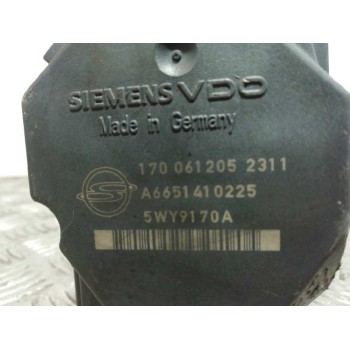 SIEMENS VDO
Made in Germany
170 061205 2311
A6651410225
5WY9170A